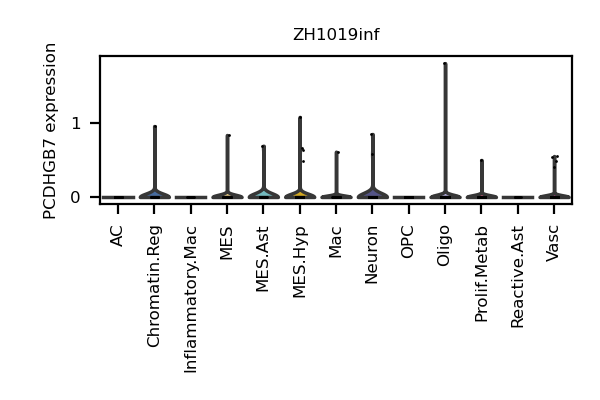 ZH1019inf
PCDHGB7 expression
1
0
AC
Chromatin.Reg
Inflammatory.Mac
MES
MES.Ast
MES.Hyp
Mac
Neuron
OPC
Oligo
Prolif.Metab
Reactive.Ast
Vasc